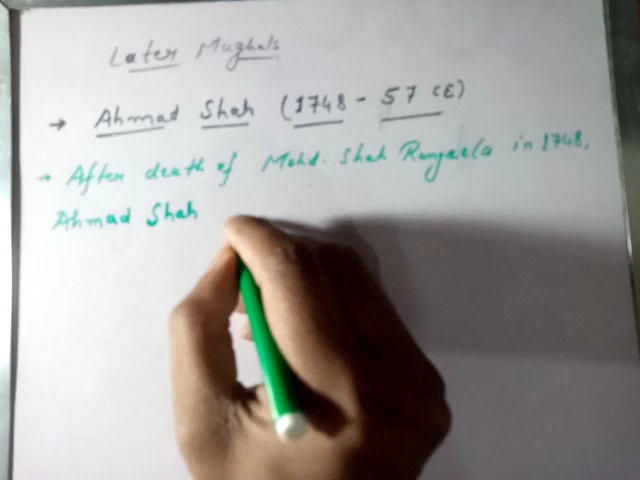 Later Mughals
→ Ahmad Shah (1748 - 57 CE)
→ After death of Mohd. Shah Rangeela in 1748,
Ahmad Shah